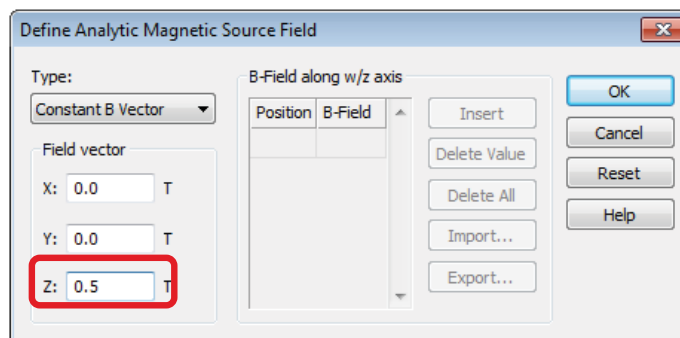 Define Analytic Magnetic Source Field
Type:
Constant B Vector
Field vector
X: 0.0 T
Y: 0.0 T
Z: 0.5 T
B-Field along w/z axis
Position B-Field
Insert
Delete Value
Delete All
Import...
Export...
OK
Cancel
Reset
Help